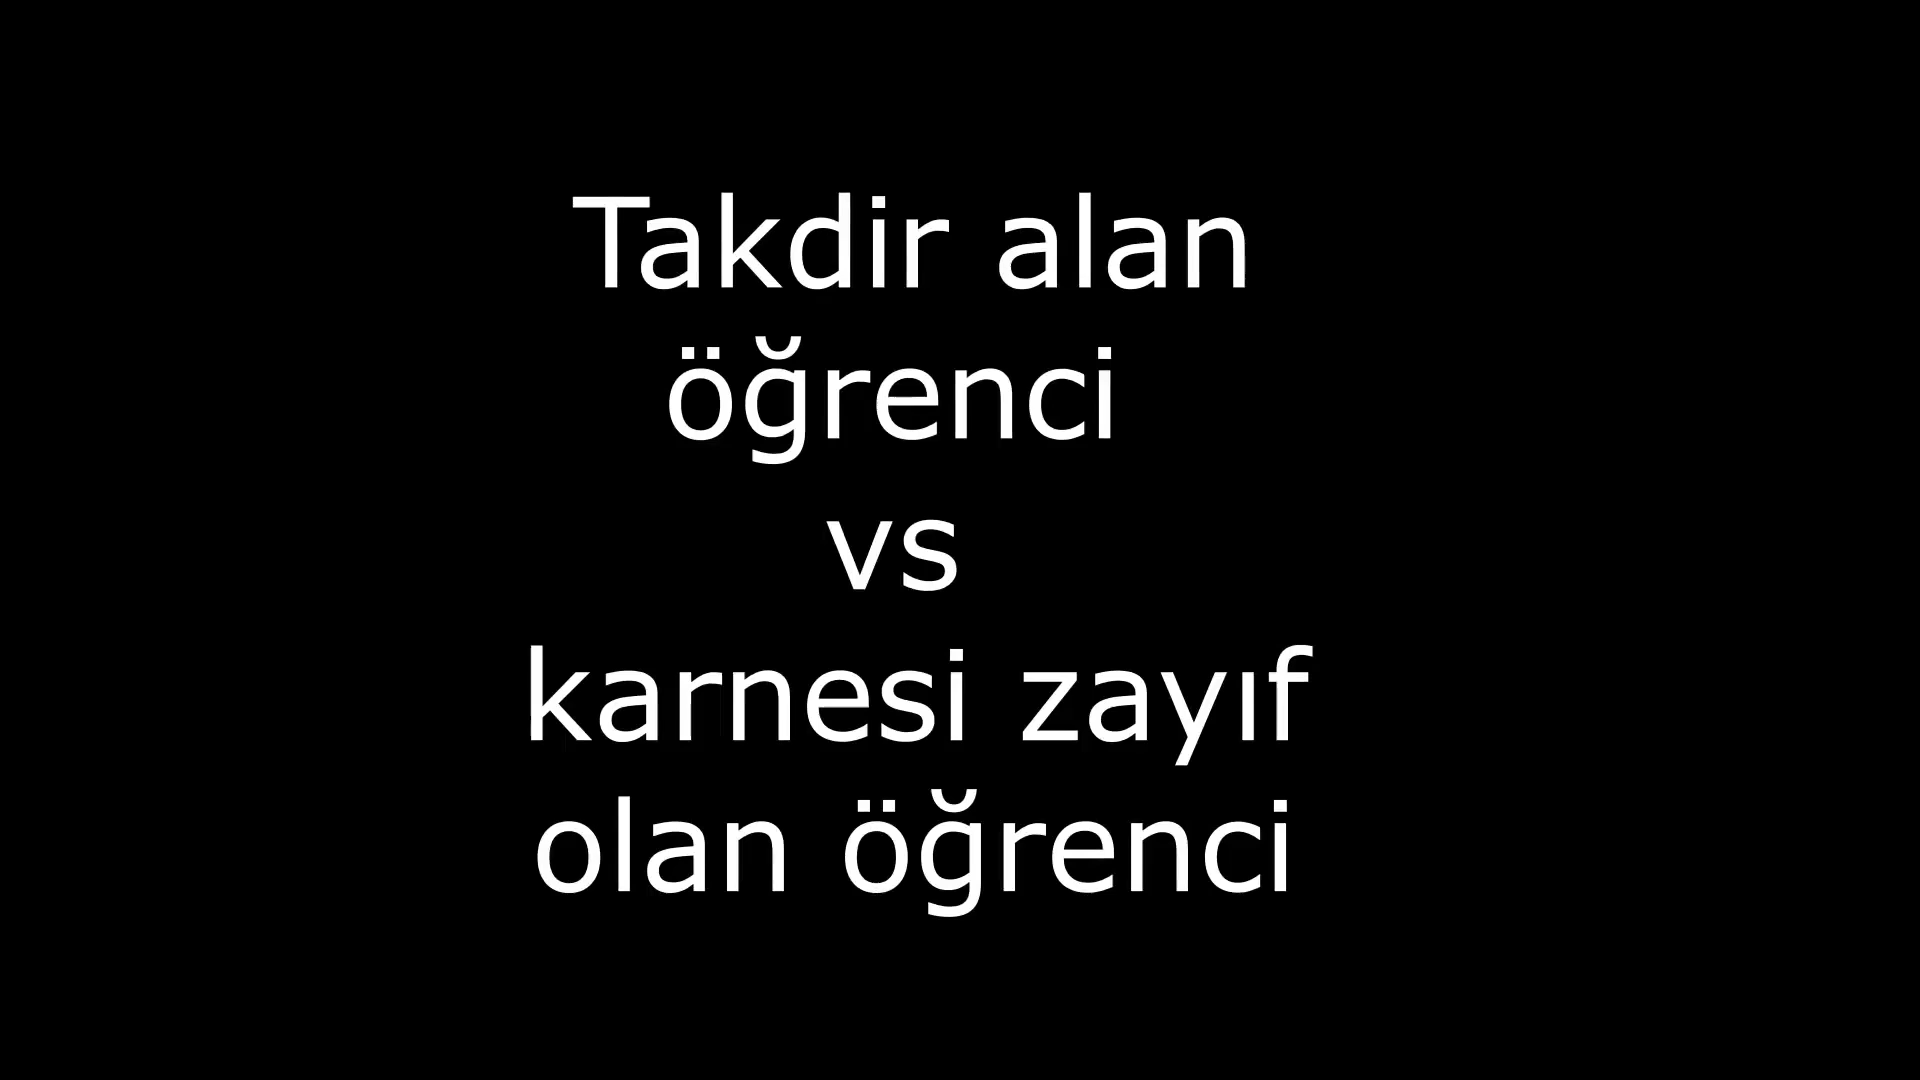 Takdir alan
öğrenci
vs
karnesi zayıf
olan öğrenci